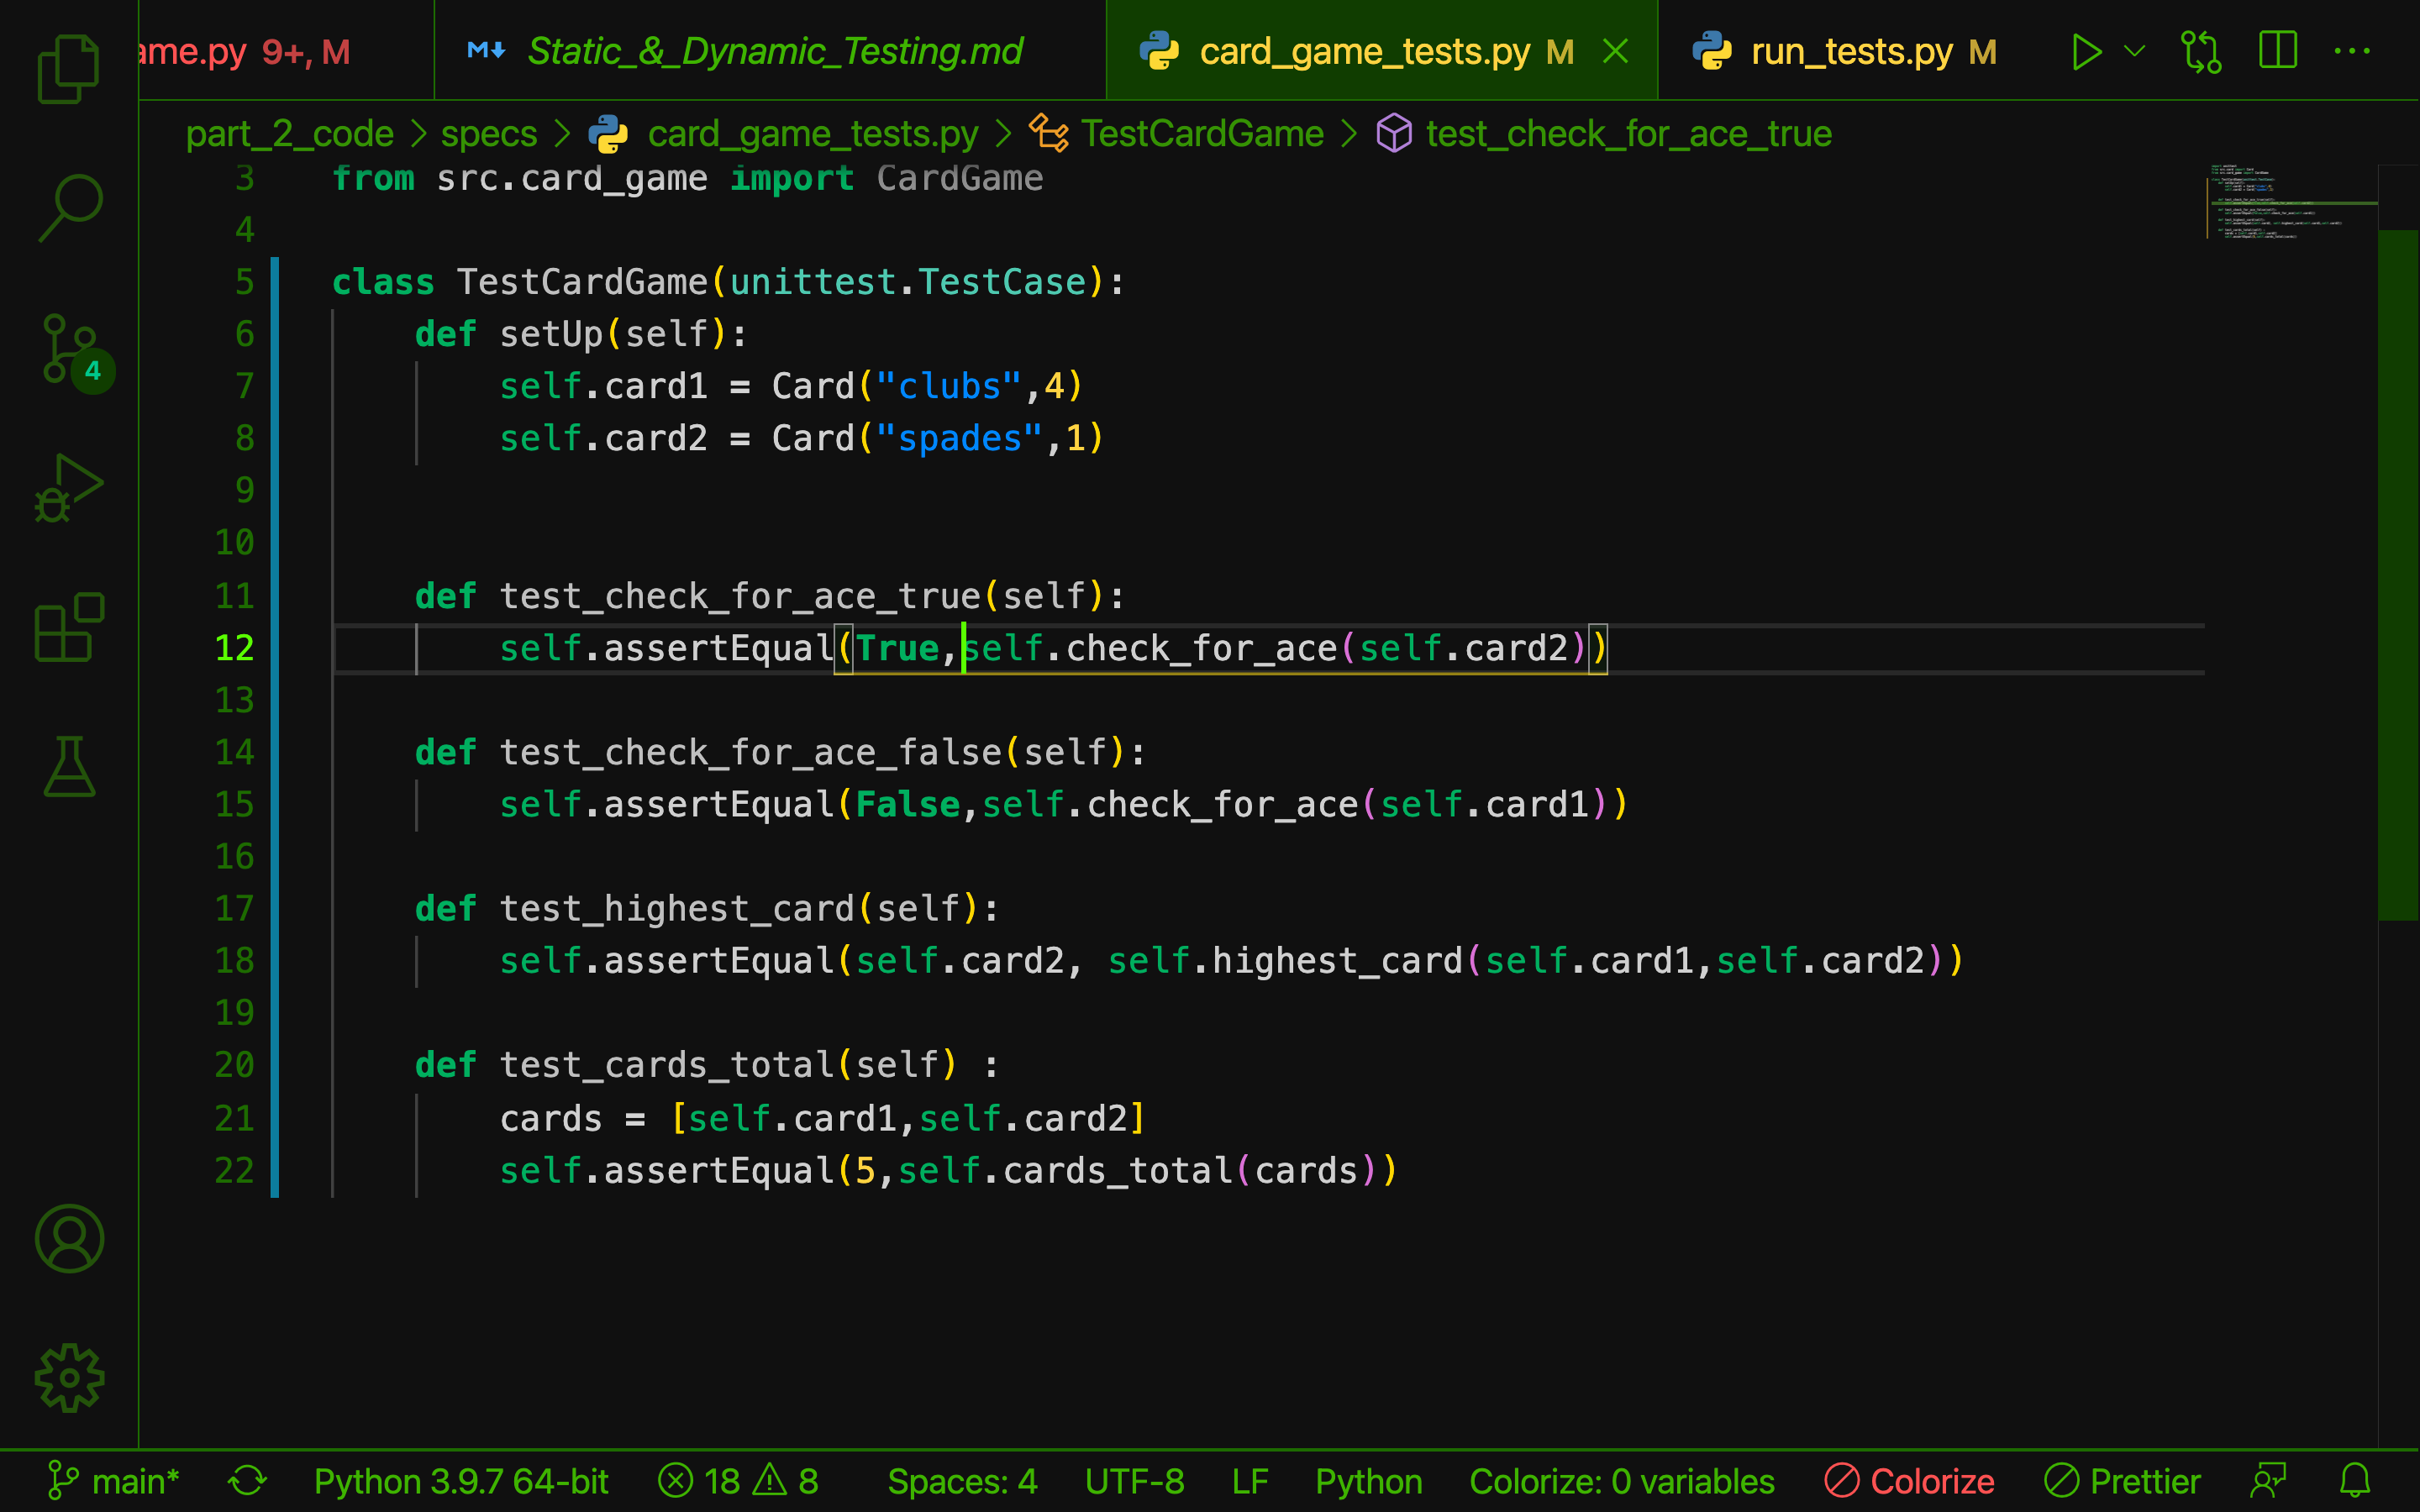 ame.py 9+, M
Static_&_Dynamic_Testing.md
card_game_tests.py M
run_tests.py M
part_2_code > specs > card_game_tests.py > TestCardGame > test_check_for_ace_true
3 from src.card_game import CardGame
4
5 class TestCardGame(unittest.TestCase):
6 def setUp(self):
7 self.card1 = Card("clubs",4)
8 self.card2 = Card("spades",1)
9
10
11 def test_check_for_ace_true(self):
12 self.assertEqual(True,self.check_for_ace(self.card2))
13
14 def test_check_for_ace_false(self):
15 self.assertEqual(False,self.check_for_ace(self.card1))
16
17 def test_highest_card(self):
18 self.assertEqual(self.card2, self.highest_card(self.card1,self.card2))
19
20 def test_cards_total(self) :
21 cards = [self.card1,self.card2]
22 self.assertEqual(5,self.cards_total(cards))
4
main* Python 3.9.7 64-bit 18 8 Spaces: 4 UTF-8 LF Python Colorize: 0 variables Colorize Prettier